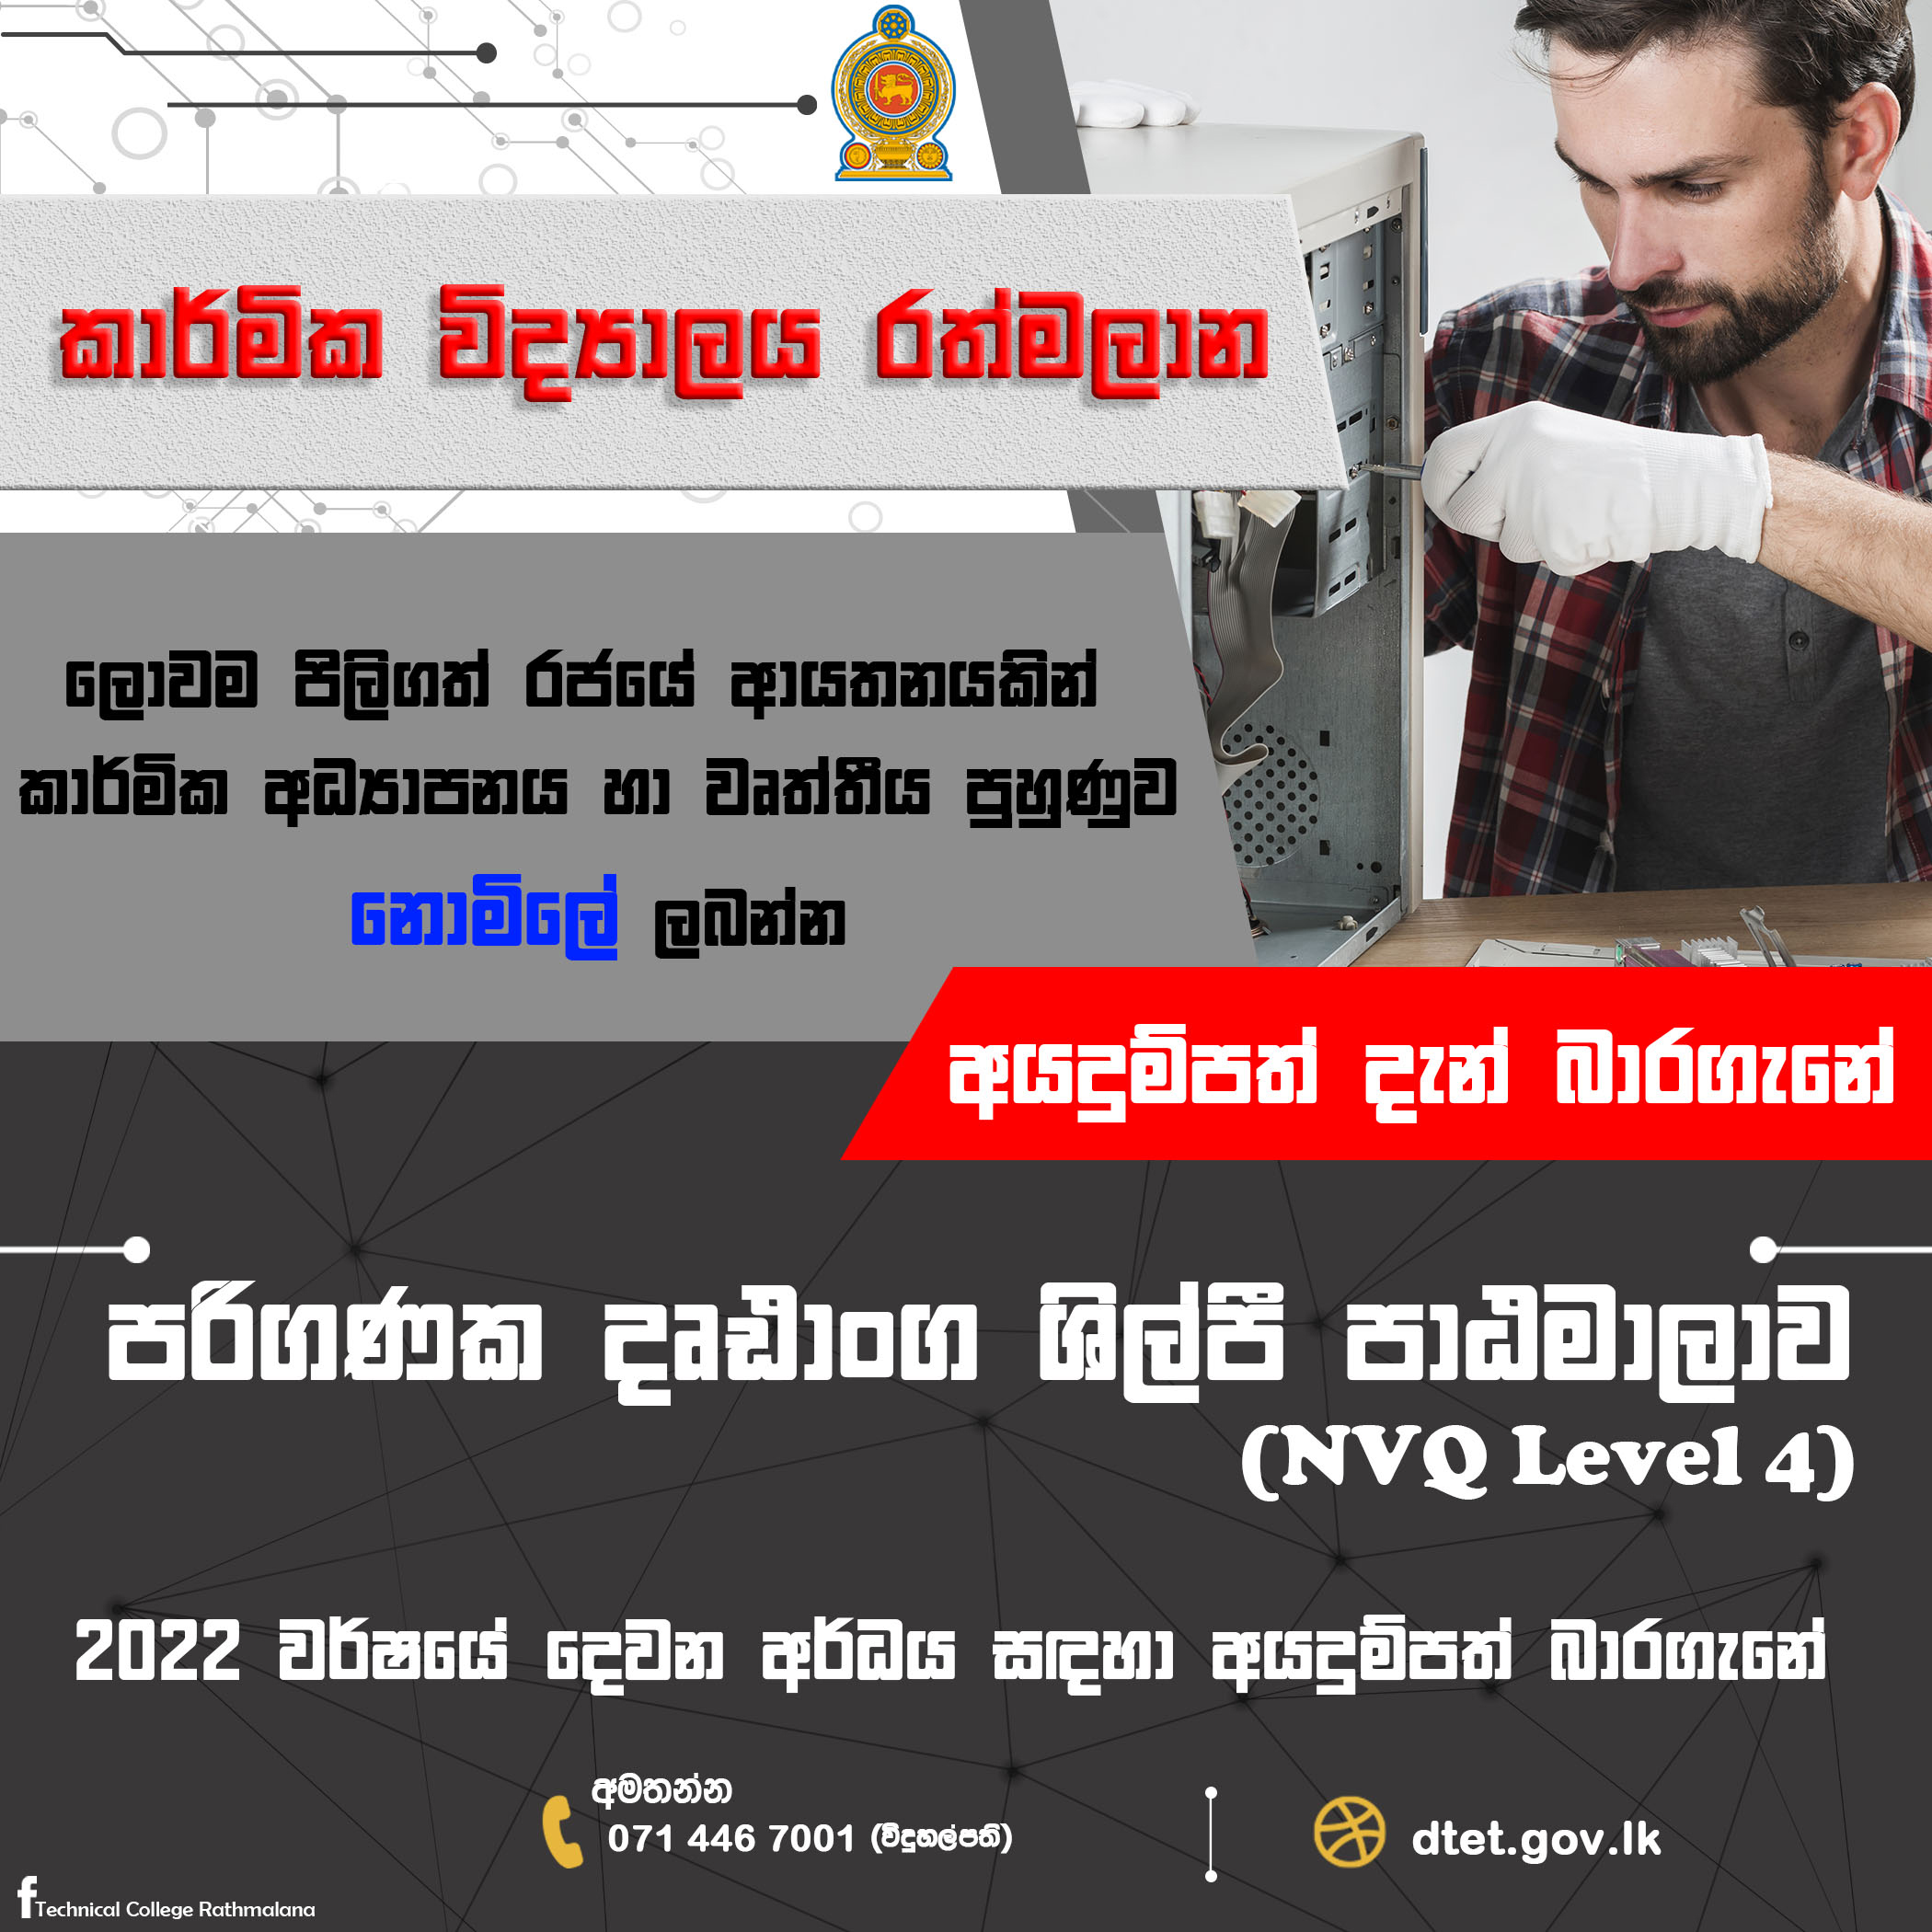 කාර්මික විද්‍යාලය රත්මලාන
ලොවම පිලිගත් රජයේ ආයතනයකින්
කාර්මික අධ්‍යාපනය හා වෘත්තීය පුහුණුව
නොමිලේ ලබන්න
අයදුම්පත් දැන් බාරගැනේ
පරිගණක දෘඪාංග ශිල්පී පාඨමාලාව
(NVQ Level 4)
2022 වර්ෂයේ දෙවන අර්ධය සඳහා අයදුම්පත් බාරගැනේ
අමතන්න
071 446 7001 (විදුහල්පති)
dtet.gov.lk
Technical College Rathmalana